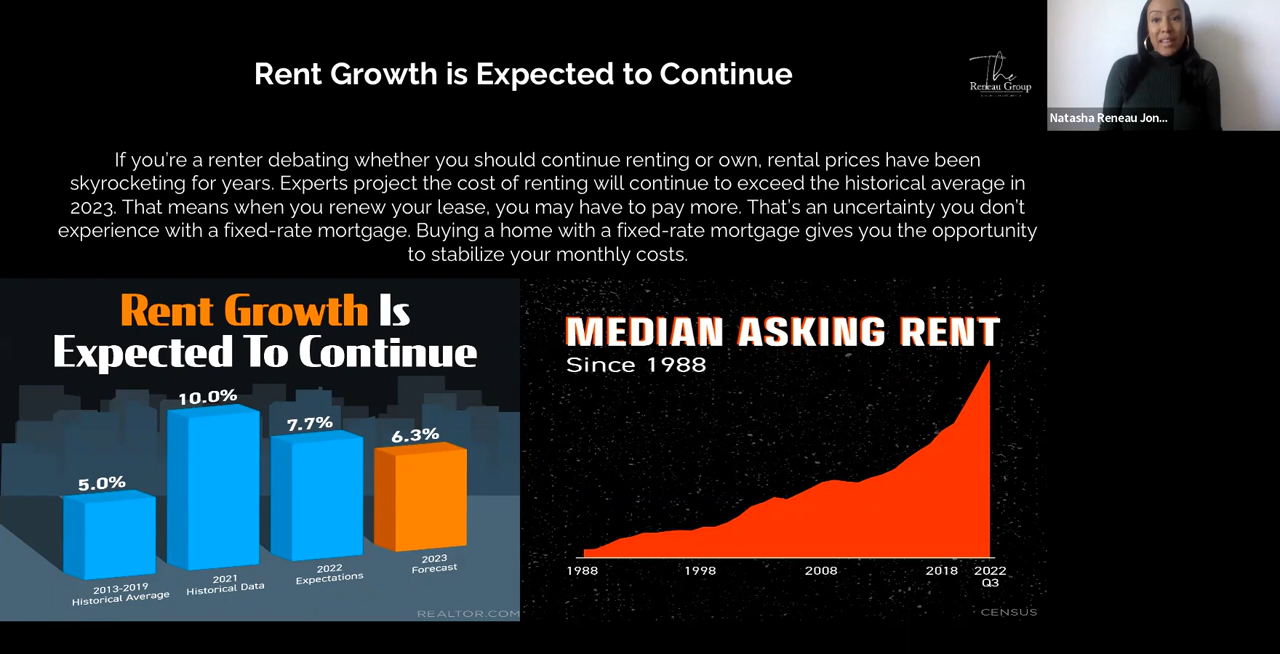 Rent Growth is Expected to Continue
The
Reneau Group
Natasha Reneau Jon...
If you're a renter debating whether you should continue renting or own, rental prices have been
skyrocketing for years. Experts project the cost of renting will continue to exceed the historical average in
2023. That means when you renew your lease, you may have to pay more. That's an uncertainty you don't
experience with a fixed-rate mortgage. Buying a home with a fixed-rate mortgage gives you the opportunity
to stabilize your monthly costs.
Rent Growth Is
Expected To Continue
5.0%
10.0%
7.7%
6.3%
2013-2019
Historical Average
2021
Historical Data
2022
Expectations
2023
Forecast
REALTOR.COM
MEDIAN ASKING RENT
Since 1988
1988
1998
2008
2018
2022
Q3
CENSUS